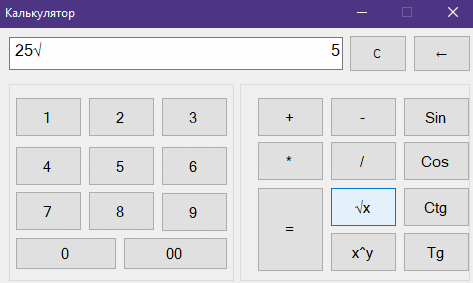 Калькулятор
25√ 5 C ←
1 2 3 + - Sin
4 5 6 * / Cos
7 8 9 = √x Ctg
0 00 x^y Tg